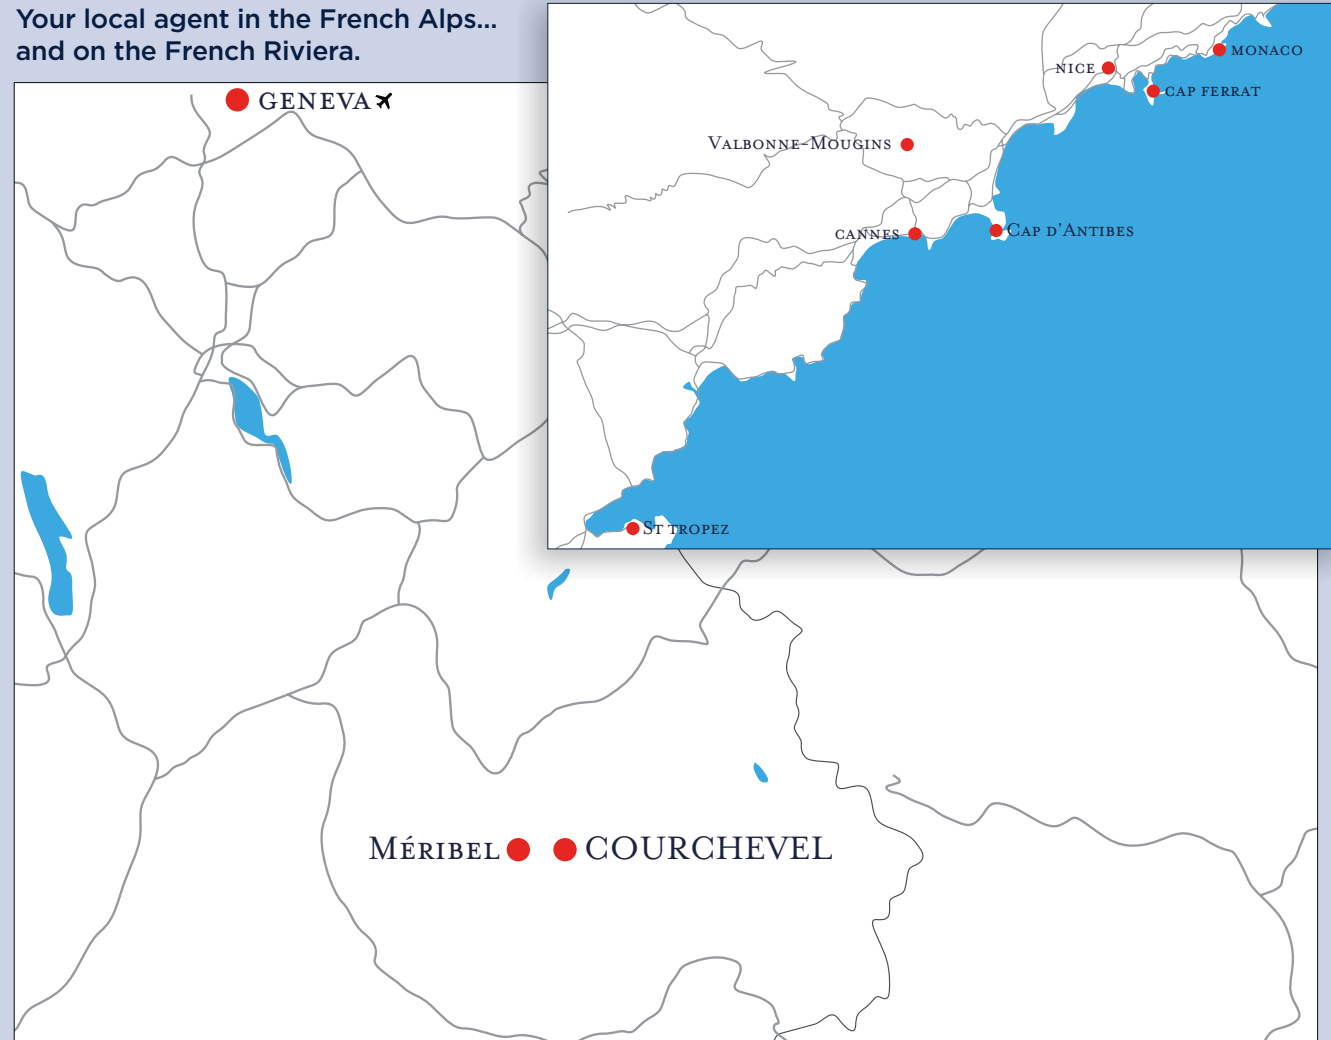 Your local agent in the French Alps...
and on the French Riviera.
GENEVA
MONACO
NICE
CAP FERRAT
VALBONNE-MOUGINS
CANNES
CAP D'ANTIBES
ST TROPEZ
MÉRIBEL
COURCHEVEL